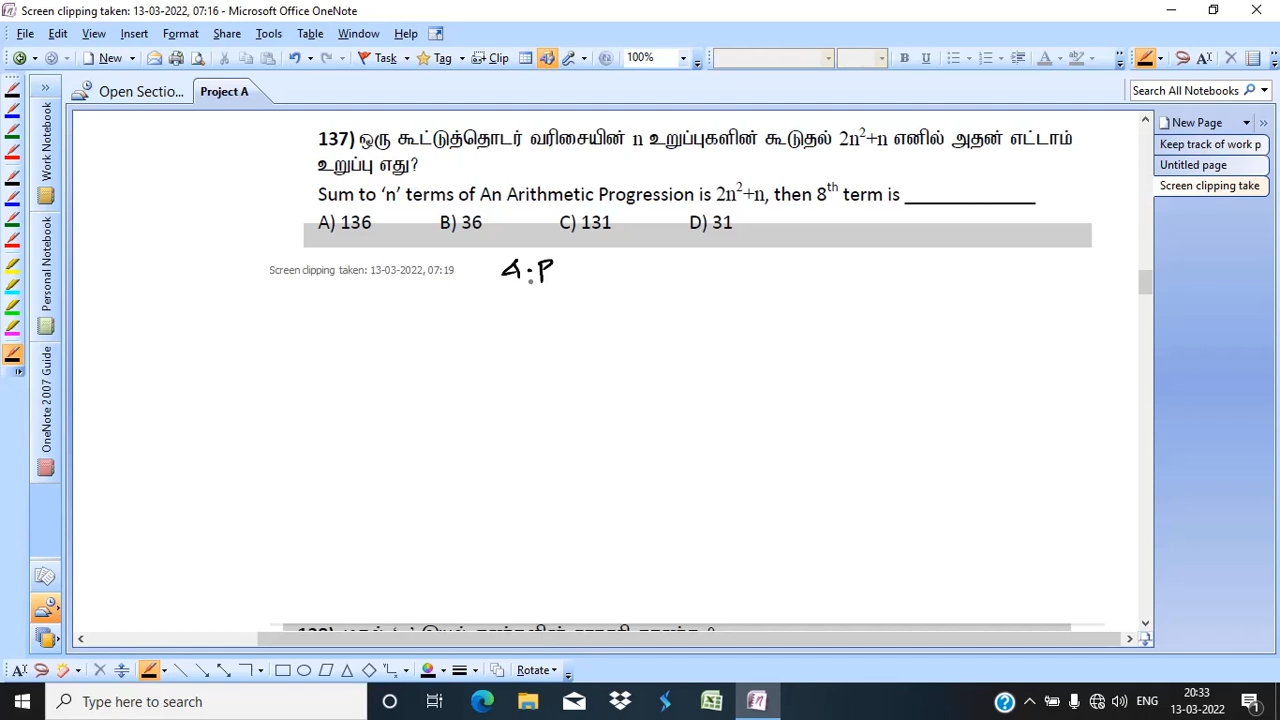 Screen clipping taken: 13-03-2022, 07:16 - Microsoft Office OneNote
File Edit View Insert Format Share Tools Table Window Help
New Task Tag Clip 100% B U A
Open Sectio... Project A Search All Notebooks
New Page
Keep track of work p
Untitled page
Screen clipping take
Work Notebook
Personal Notebook
OneNote 2007 Guide
137) ஒரு கூட்டுத்தொடர் வரிசையின் n உறுப்புகளின் கூடுதல் 2n²+n எனில் அதன் எட்டாம்
உறுப்பு எது?
Sum to ‘n’ terms of An Arithmetic Progression is 2n²+n, then 8th term is ______________
A) 136 B) 36 C) 131 D) 31
Screen clipping taken: 13-03-2022, 07:19 A.P
Rotate
Type here to search
ENG 20:33
13-03-2022